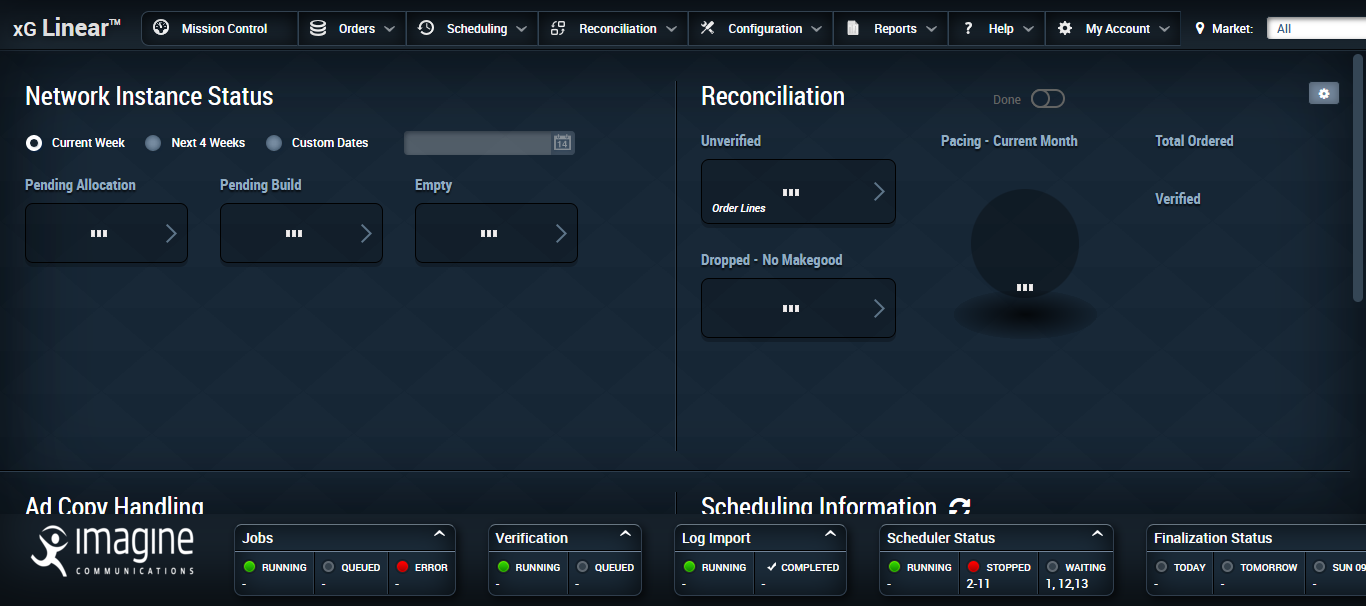 xG Linear™ Mission Control Orders Scheduling Reconciliation Configuration Reports ? Help My Account Market: All
Network Instance Status
Current Week Next 4 Weeks Custom Dates 14
Pending Allocation Pending Build Empty
Reconciliation Done
Unverified Pacing - Current Month Total Ordered
Order Lines
Verified
Dropped - No Makegood
Ad Copy Handling
Scheduling Information
imagine
COMMUNICATIONS
Jobs
RUNNING QUEUED ERROR
- - -
Verification
RUNNING QUEUED
- -
Log Import
RUNNING COMPLETED
- -
Scheduler Status
RUNNING STOPPED WAITING
- 2-11 1, 12,13
Finalization Status
TODAY TOMORROW SUN 09
- - -